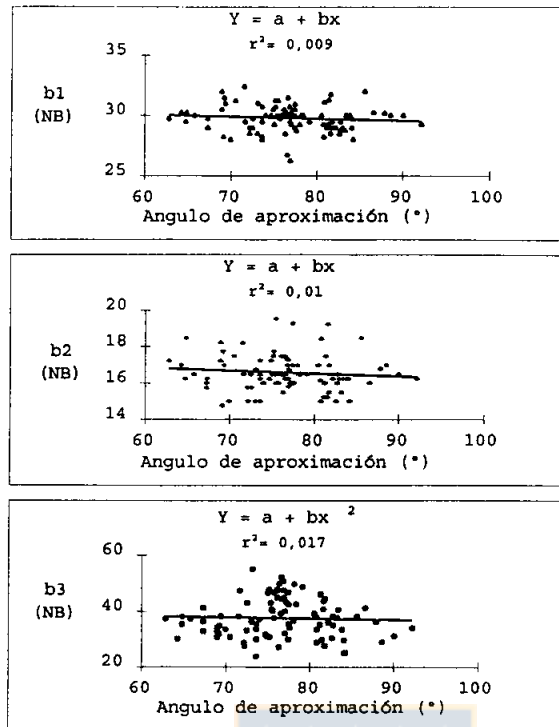 Y = a + bx
r² = 0,009
35
b1
(NB)
30
25
60 70 80 90 100
Angulo de aproximación (°)
Y = a + bx
r² = 0,01
20
b2
(NB)
18
16
14
60 70 80 90 100
Angulo de aproximación (°)
Y = a + bx ²
r² = 0,017
60
b3
(NB)
40
20
60 70 80 90 100
Angulo de aproximación (°)